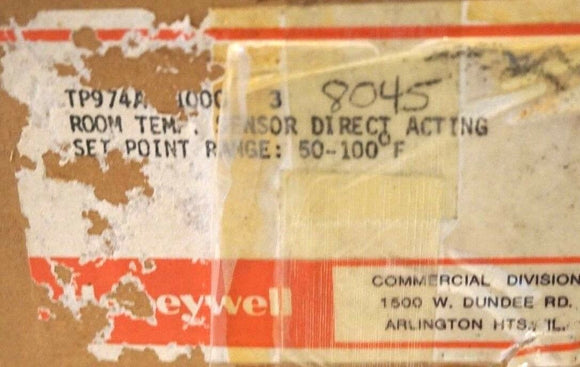 TP974A 1000 3 8045
ROOM TEMP. SENSOR DIRECT ACTING
SET POINT RANGE: 50-100°F
Honeywell
COMMERCIAL DIVISION
1500 W. DUNDEE RD.
ARLINGTON HTS., IL.